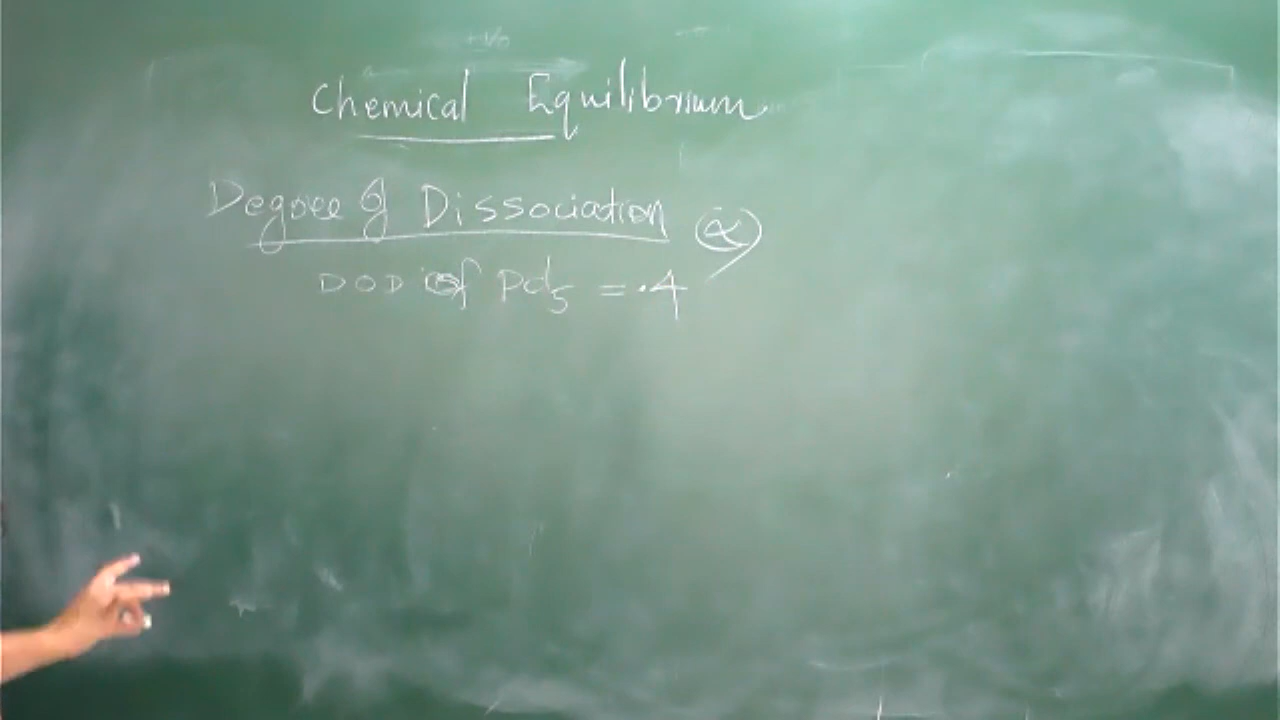 Chemical Equilibrium
Degree of Dissociation (α)
DOD of PCl5 = .4